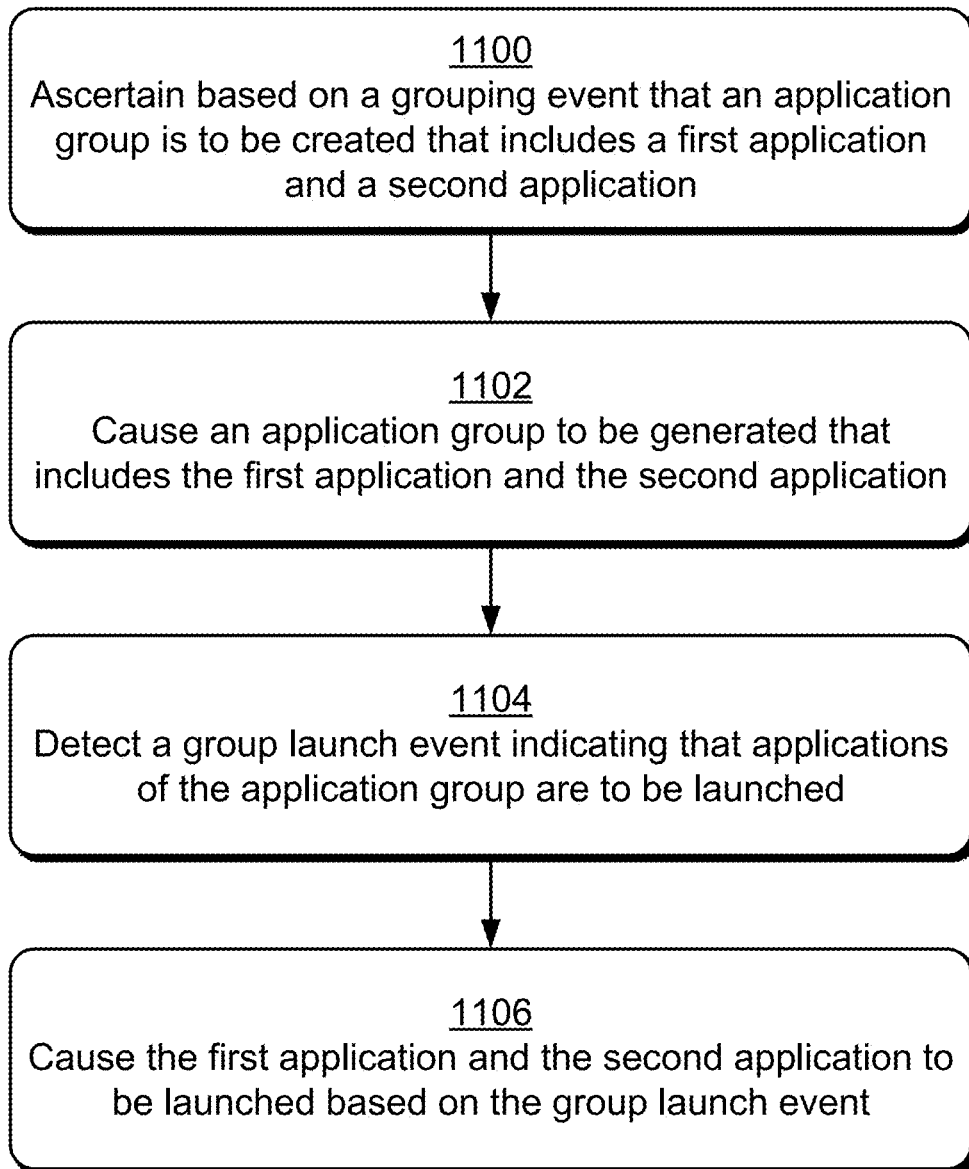 1100
Ascertain based on a grouping event that an application
group is to be created that includes a first application
and a second application
1102
Cause an application group to be generated that
includes the first application and the second application
1104
Detect a group launch event indicating that applications
of the application group are to be launched
1106
Cause the first application and the second application to
be launched based on the group launch event